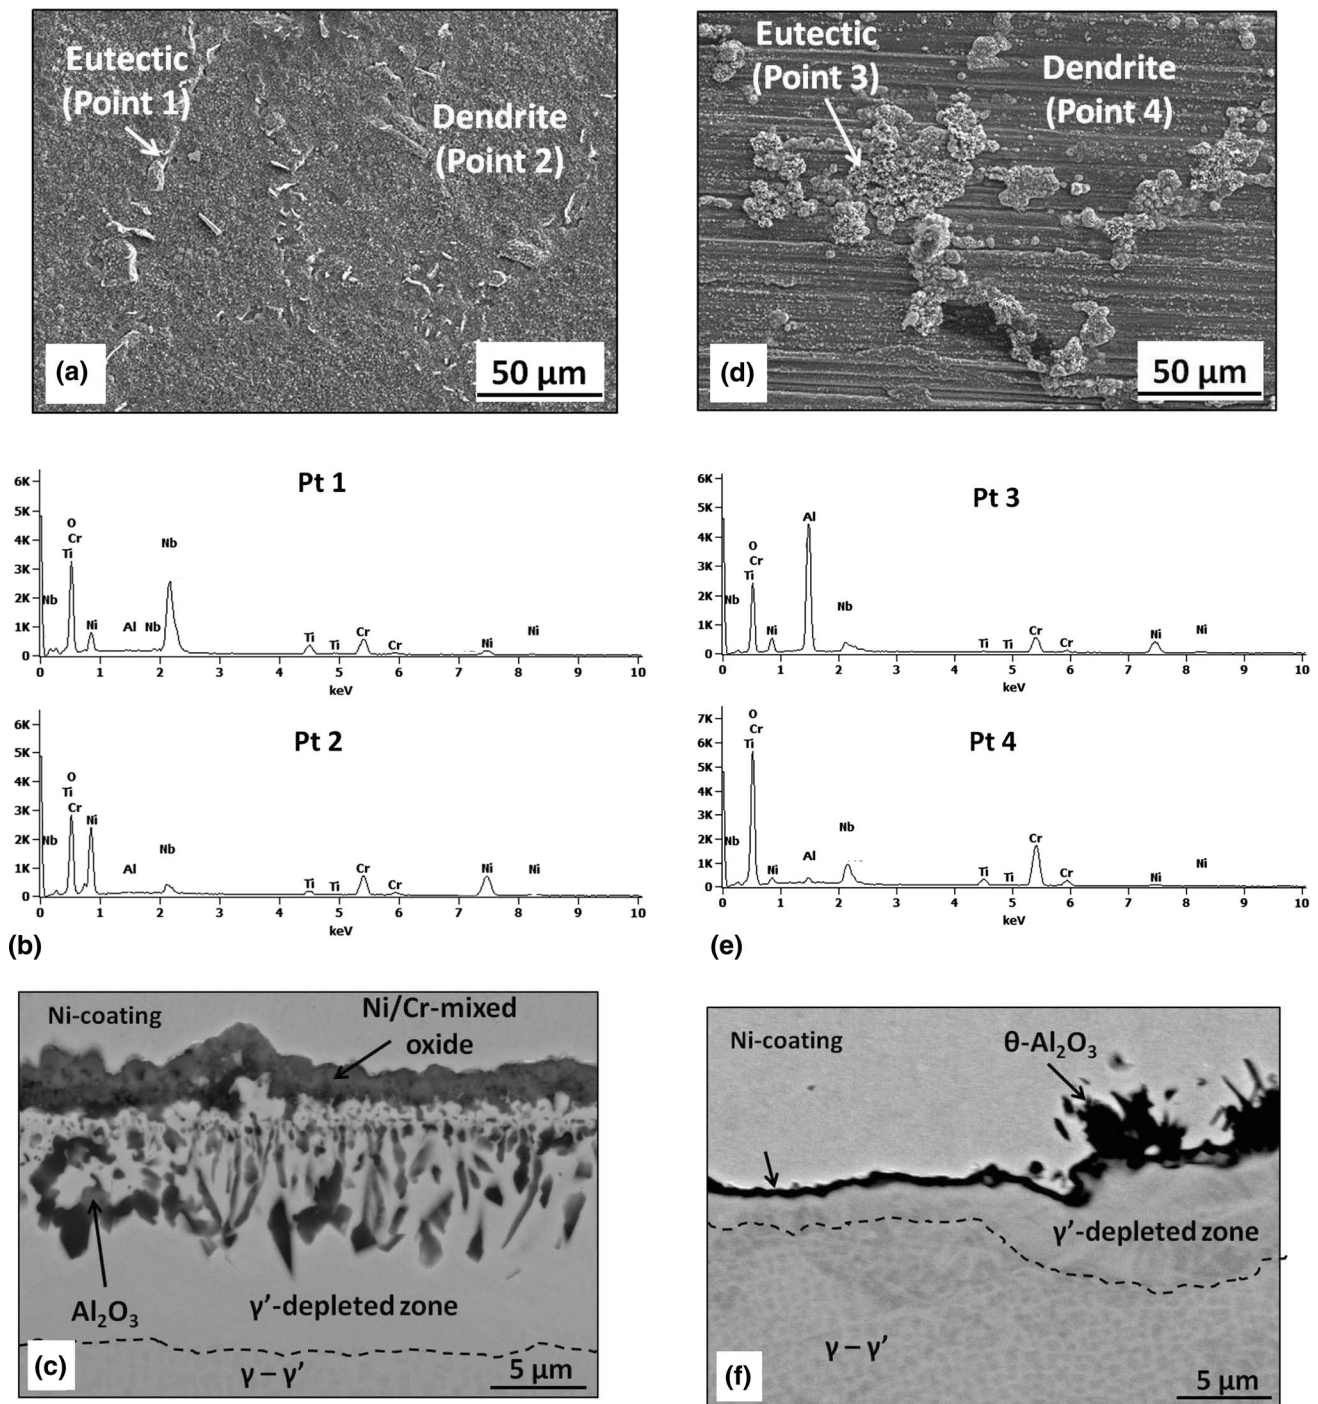 Eutectic
(Point 1)
Dendrite
(Point 2)
(a)
50 μm
Eutectic
(Point 3)
Dendrite
(Point 4)
(d)
50 μm
Pt 1
6K
5K
4K
3K
2K
1K
0
O
Cr
Ti
Nb
Ni
Al
Nb
Nb
Ti
Ti
Cr
Cr
Ni
Ni
0 1 2 3 4 5 6 7 8 9 10
keV
Pt 2
6K
5K
4K
3K
2K
1K
0
O
Ti
Cr
Nb
Ni
Al
Nb
Ti
Ti
Cr
Cr
Ni
Ni
0 1 2 3 4 5 6 7 8 9 10
keV
(b)
Pt 3
6K
5K
4K
3K
2K
1K
0
O
Cr
Ti
Nb
Ni
Al
Nb
Ti
Ti
Cr
Cr
Ni
Ni
0 1 2 3 4 5 6 7 8 9 10
keV
Pt 4
7K
6K
5K
4K
3K
2K
1K
0
O
Cr
Ti
Nb
Ni
Al
Nb
Ti
Ti
Cr
Cr
Ni
Ni
0 1 2 3 4 5 6 7 8 9 10
keV
(e)
Ni-coating
Ni/Cr-mixed
oxide
Al₂O₃
γ’-depleted zone
γ – γ’
(c)
5 μm
Ni-coating
θ-Al₂O₃
γ’-depleted zone
γ – γ’
(f)
5 μm